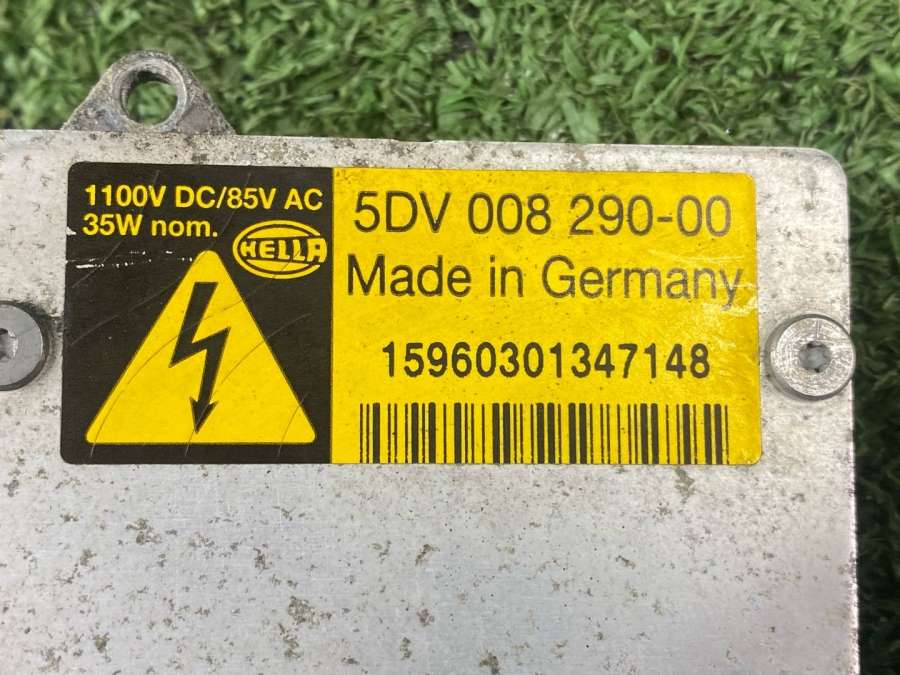 1100V DC/85V AC
35W nom.
HELLA
5DV 008 290-00
Made in Germany
15960301347148